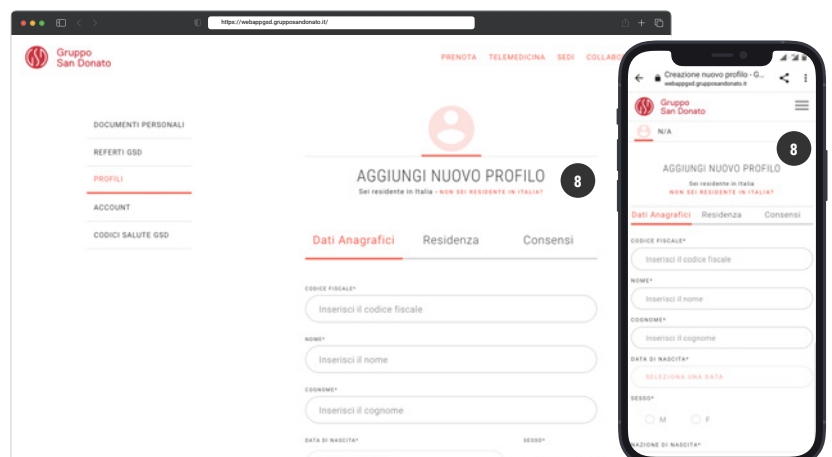 https://webappgsd.grupposandonato.it/
Gruppo
San Donato
PRENOTA TELEMEDICINA SEDI COLLABO
DOCUMENTI PERSONALI
REFERTI GSD
PROFILI
ACCOUNT
CODICI SALUTE GSD
AGGIUNGI NUOVO PROFILO
8
Sei residente in Italia - NON SEI RESIDENTE IN ITALIA?
Dati Anagrafici Residenza Consensi
CODICE FISCALE*
Inserisci il codice fiscale
NOME*
Inserisci il nome
COGNOME*
Inserisci il cognome
DATA DI NASCITA* SESSO*
Creazione nuovo profilo - G...
webappgsd.grupposandonato.it
Gruppo
San Donato
N/A
8
AGGIUNGI NUOVO PROFILO
Sei residente in Italia
NON SEI RESIDENTE IN ITALIA?
Dati Anagrafici Residenza Consensi
CODICE FISCALE*
Inserisci il codice fiscale
NOME*
Inserisci il nome
COGNOME*
Inserisci il cognome
DATA DI NASCITA*
SELEZIONA UNA DATA
SESSO*
M F
NAZIONE DI NASCITA*